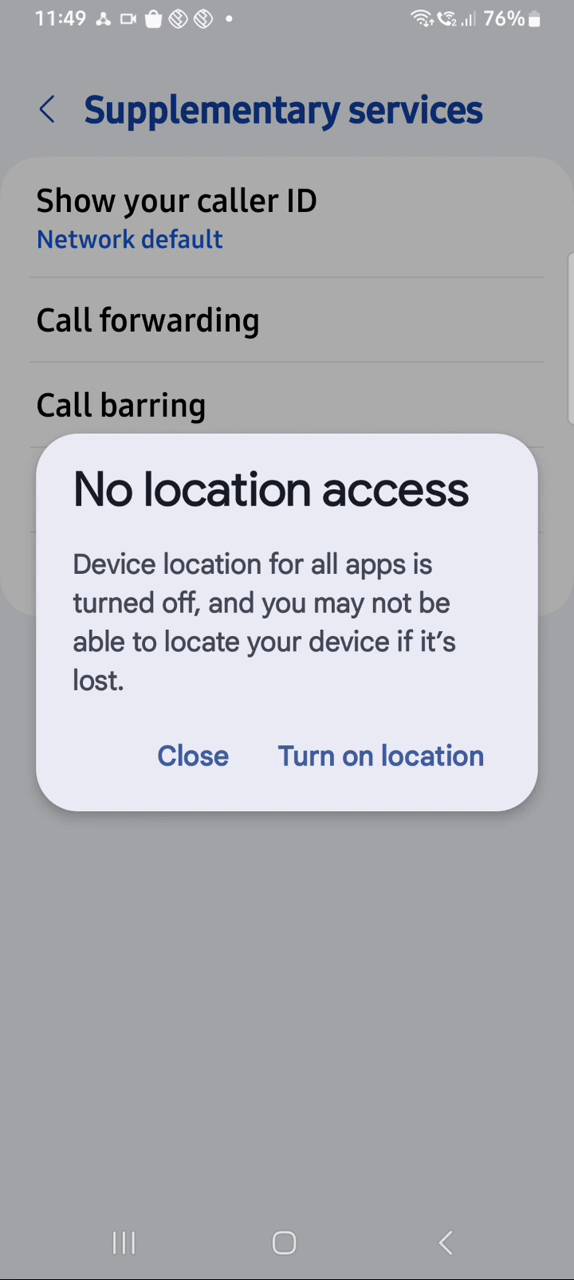 11:49
76%
Supplementary services
Show your caller ID
Network default
Call forwarding
Call barring
No location access
Device location for all apps is
turned off, and you may not be
able to locate your device if it’s
lost.
Close Turn on location